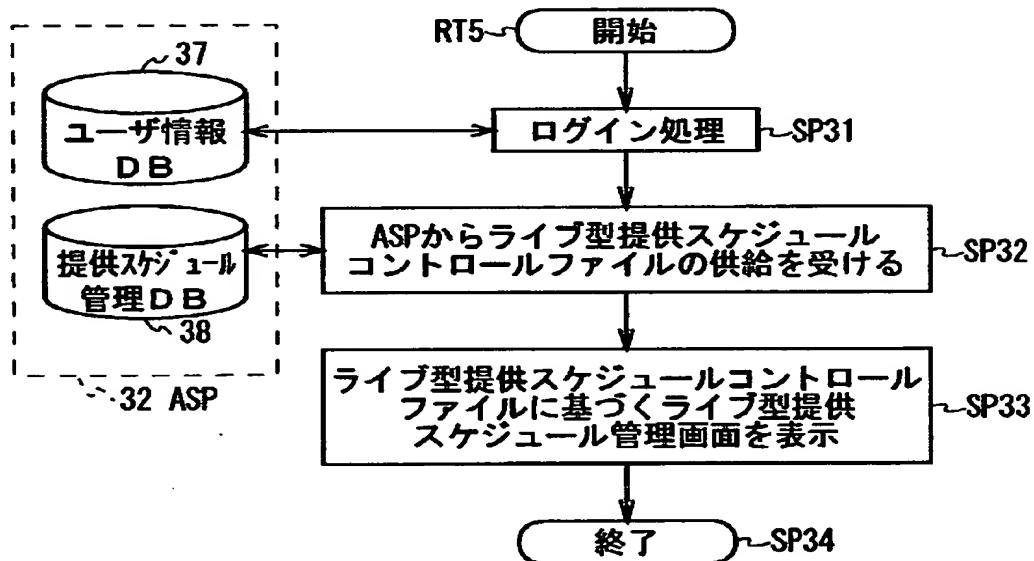 RT5
開始
37
ユーザ情報
DB
ログイン処理
SP31
提供スケジュール
管理DB
38
ASPからライブ型提供スケジュール
コントロールファイルの供給を受ける
SP32
32 ASP
ライブ型提供スケジュールコントロール
ファイルに基づくライブ型提供
スケジュール管理画面を表示
SP33
終了
SP34